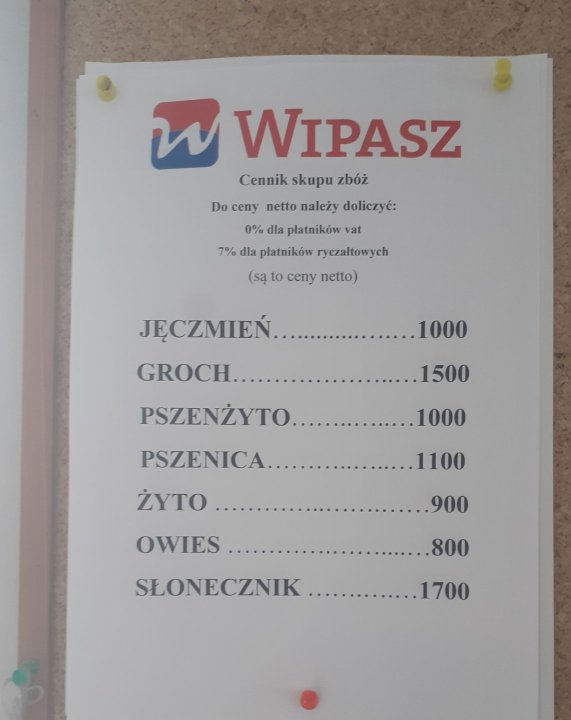 W WIPASZ
Cennik skupu zbóż
Do ceny netto należy doliczyć:
0% dla płatników vat
7% dla płatników ryczałtowych
(są to ceny netto)
JĘCZMIEŃ…..........…..…1000
GROCH………………..…1500
PSZENŻYTO……..…..…1000
PSZENICA………..…..…1100
ŻYTO …………..….……900
OWIES ………….……...…800
SŁONECZNIK …….….…1700